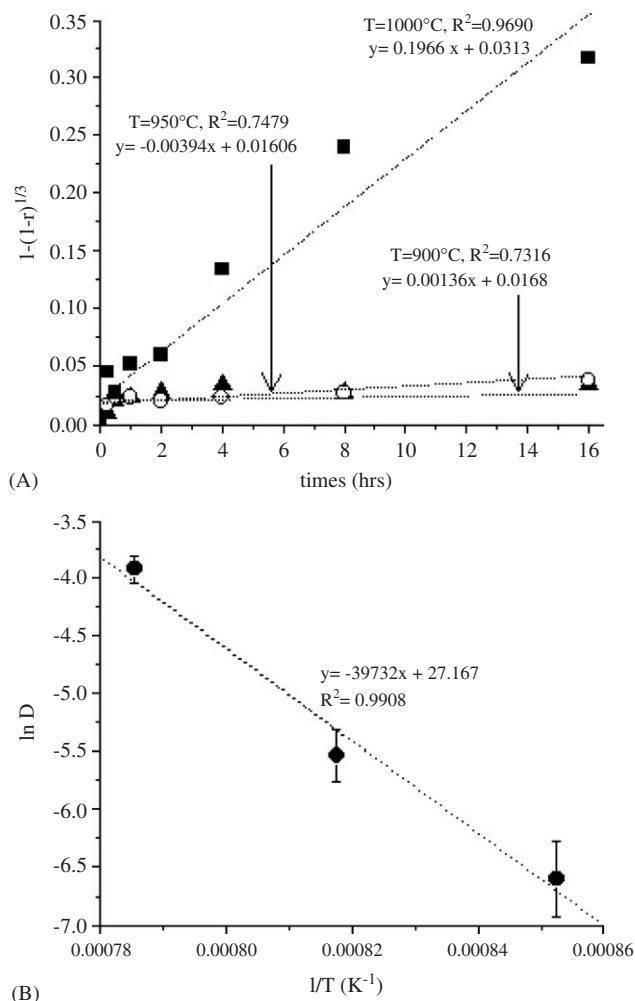 0.35
T=1000°C, R²=0.9690
y= 0.1966 x + 0.0313
0.30
T=950°C, R²=0.7479
y= -0.00394x + 0.01606
0.25
0.20
1-(1-r)^1/3
0.15
T=900°C, R²=0.7316
y= 0.00136x + 0.0168
0.10
0.05
0.00
0 2 4 6 8 10 12 14 16
times (hrs)
(A)
-3.5
-4.0
-4.5
y= -39732x + 27.167
-5.0
R²= 0.9908
ln D
-5.5
-6.0
-6.5
-7.0
0.00078 0.00080 0.00082 0.00084 0.00086
l/T (K⁻¹)
(B)